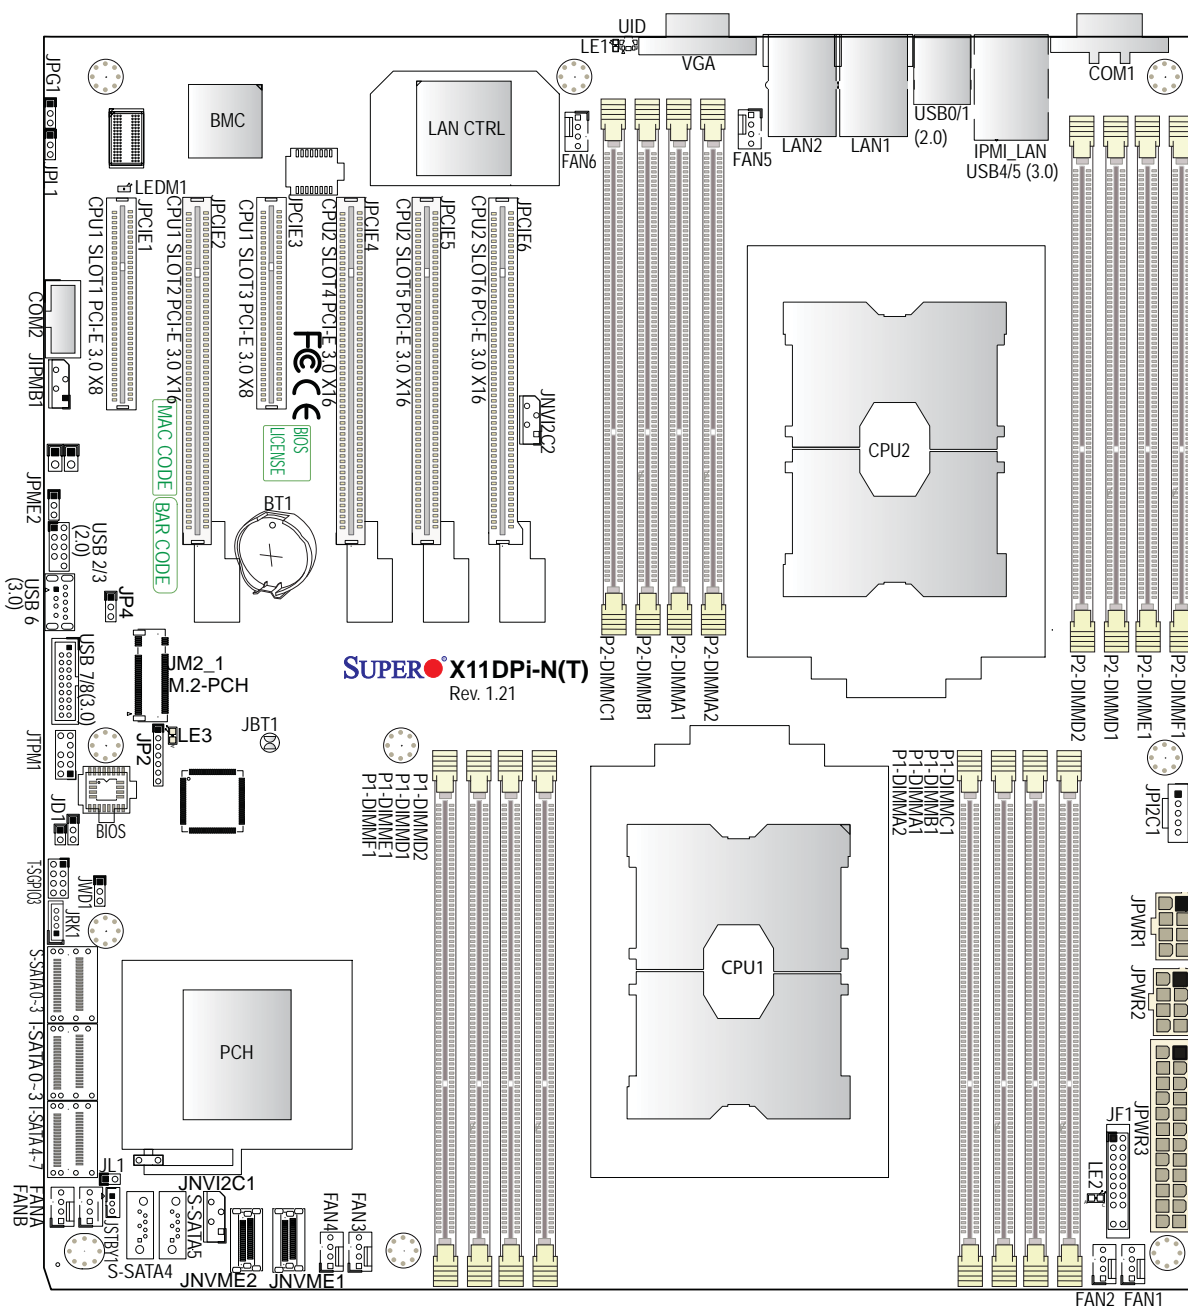 UID
LE1
VGA
COM1
JPG1
BMC
LAN CTRL
FAN6
FAN5
LAN2
LAN1
USB0/1
(2.0)
IPMI_LAN
USB4/5 (3.0)
JPL1
LEDM1
JPCIE1
CPU1 SLOT1 PCI-E 3.0 X8
JPCIE2
CPU1 SLOT2 PCI-E 3.0 X16
JPCIE3
CPU1 SLOT3 PCI-E 3.0 X8
JPCIE4
CPU2 SLOT4 PCI-E 3.0 X16
JPCIE5
CPU2 SLOT5 PCI-E 3.0 X16
JPCIE6
CPU2 SLOT6 PCI-E 3.0 X16
COM2
JIPMB1
FC CE
JNVI2C2
MAC CODE
BAR CODE
BIOS
LICENSE
CPU2
JPME2
BT1
USB 2/3
(2.0)
USB 6
(3.0)
JP4
USB 7/8(3.0)
JM2_1
M.2-PCH
SUPER X11DPi-N(T)
Rev. 1.21
P2-DIMMC1
P2-DIMMB1
P2-DIMMA1
P2-DIMMA2
P2-DIMMD2
P2-DIMMD1
P2-DIMME1
P2-DIMMF1
JTPM1
JP2
LE3
JBT1
P1-DIMMF1
P1-DIMME1
P1-DIMMD1
P1-DIMMD2
P1-DIMMA2
P1-DIMMA1
P1-DIMMB1
P1-DIMMC1
JPI2C1
JD1
BIOS
T-SGPIO3
JWD1
JRK1
JPWR1
S-SATA0~3
CPU1
JPWR2
I-SATA 0~3
PCH
I-SATA 4~7
JF1
JPWR3
JL1
LE2
FANA
FANB
JSTBY1
JNVI2C1
S-SATA5
S-SATA4
FAN4
FAN3
JNVME2
JNVME1
FAN2
FAN1